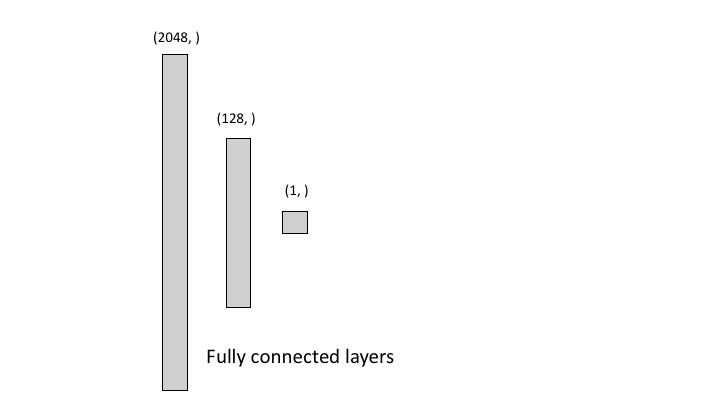 (2048, )
(128, )
(1, )
Fully connected layers